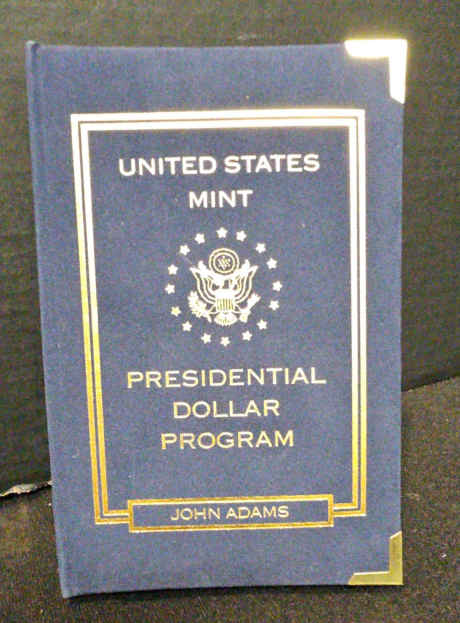 UNITED STATES
MINT
PRESIDENTIAL
DOLLAR
PROGRAM
JOHN ADAMS